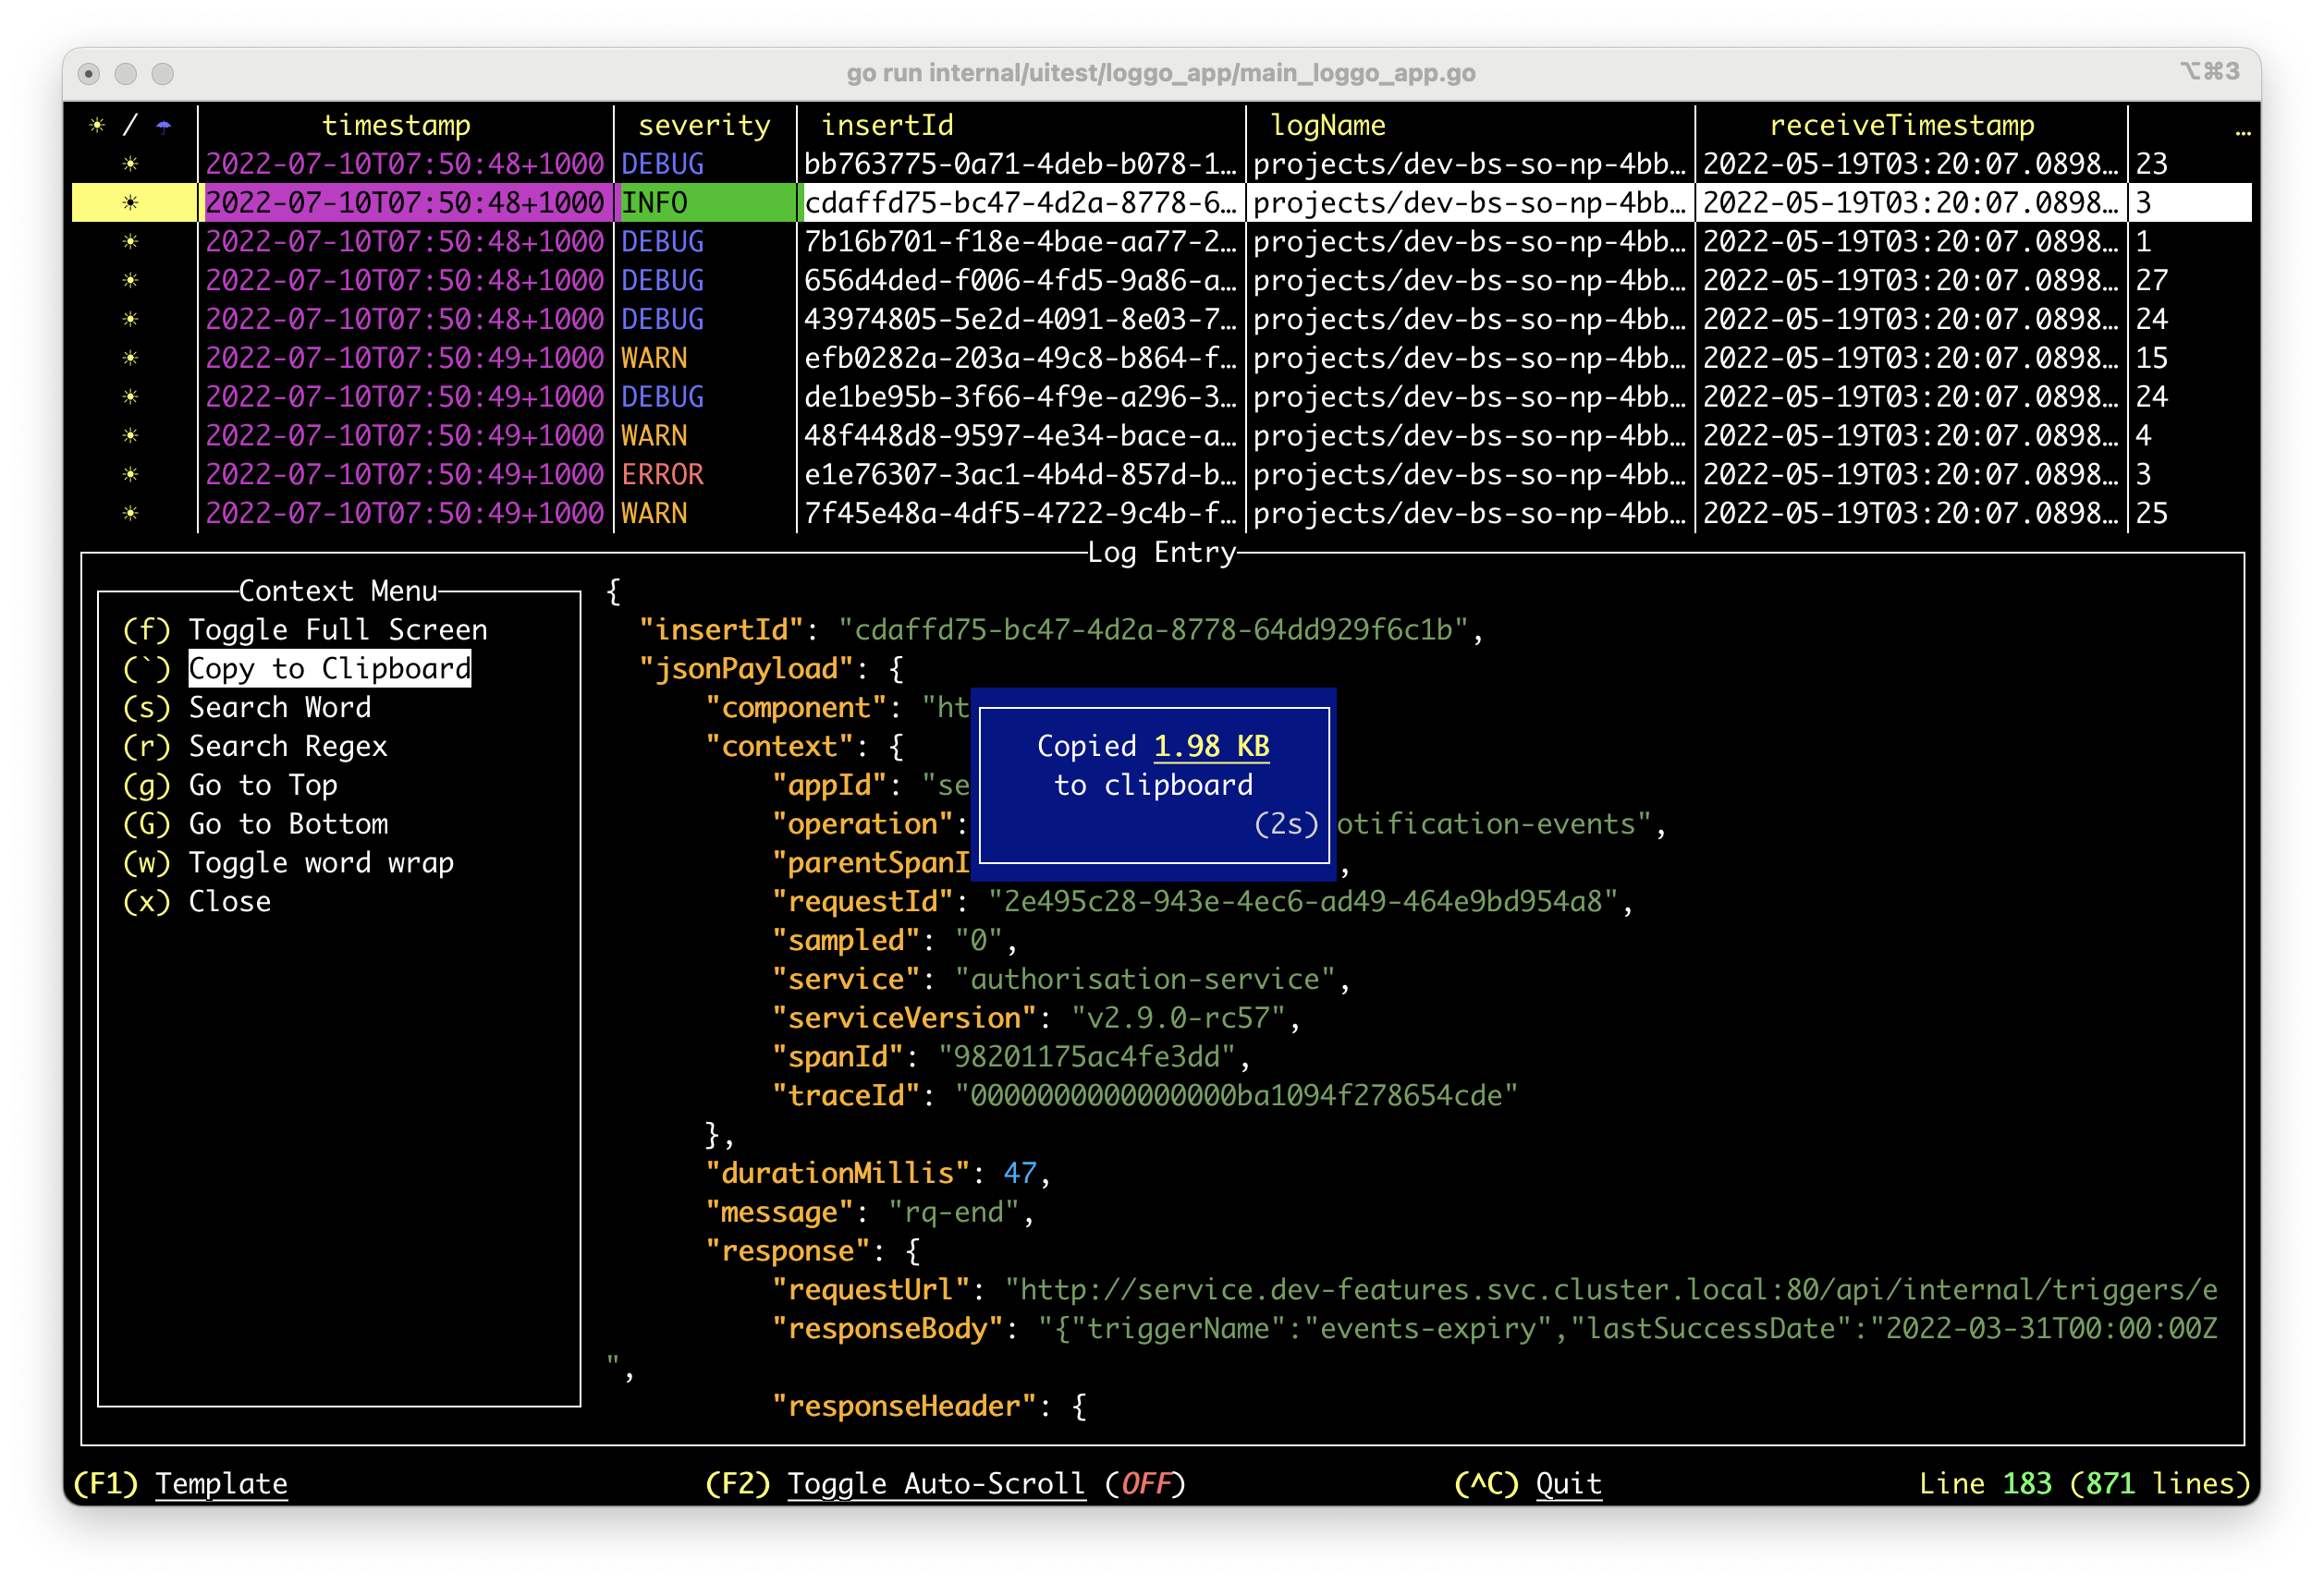 go run internal/uitest/loggo_app/main_loggo_app.go ⌥⌘3
☀ / ☂ timestamp severity insertId logName receiveTimestamp …
☀ 2022-07-10T07:50:48+1000 DEBUG bb763775-0a71-4deb-b078-1… projects/dev-bs-so-np-4bb… 2022-05-19T03:20:07.0898… 23
☀ 2022-07-10T07:50:48+1000 INFO cdaffd75-bc47-4d2a-8778-6… projects/dev-bs-so-np-4bb… 2022-05-19T03:20:07.0898… 3
☀ 2022-07-10T07:50:48+1000 DEBUG 7b16b701-f18e-4bae-aa77-2… projects/dev-bs-so-np-4bb… 2022-05-19T03:20:07.0898… 1
☀ 2022-07-10T07:50:48+1000 DEBUG 656d4ded-f006-4fd5-9a86-a… projects/dev-bs-so-np-4bb… 2022-05-19T03:20:07.0898… 27
☀ 2022-07-10T07:50:48+1000 DEBUG 43974805-5e2d-4091-8e03-7… projects/dev-bs-so-np-4bb… 2022-05-19T03:20:07.0898… 24
☀ 2022-07-10T07:50:49+1000 WARN efb0282a-203a-49c8-b864-f… projects/dev-bs-so-np-4bb… 2022-05-19T03:20:07.0898… 15
☀ 2022-07-10T07:50:49+1000 DEBUG de1be95b-3f66-4f9e-a296-3… projects/dev-bs-so-np-4bb… 2022-05-19T03:20:07.0898… 24
☀ 2022-07-10T07:50:49+1000 WARN 48f448d8-9597-4e34-bace-a… projects/dev-bs-so-np-4bb… 2022-05-19T03:20:07.0898… 4
☀ 2022-07-10T07:50:49+1000 ERROR e1e76307-3ac1-4b4d-857d-b… projects/dev-bs-so-np-4bb… 2022-05-19T03:20:07.0898… 3
☀ 2022-07-10T07:50:49+1000 WARN 7f45e48a-4df5-4722-9c4b-f… projects/dev-bs-so-np-4bb… 2022-05-19T03:20:07.0898… 25
Log Entry
Context Menu
(f) Toggle Full Screen
(`) Copy to Clipboard
(s) Search Word
(r) Search Regex
(g) Go to Top
(G) Go to Bottom
(w) Toggle word wrap
(x) Close
{
"insertId": "cdaffd75-bc47-4d2a-8778-64dd929f6c1b",
"jsonPayload": {
"component": "ht
"context": {
"appId": "se
"operation": otification-events",
"parentSpanI ,
"requestId": "2e495c28-943e-4ec6-ad49-464e9bd954a8",
"sampled": "0",
"service": "authorisation-service",
"serviceVersion": "v2.9.0-rc57",
"spanId": "98201175ac4fe3dd",
"traceId": "0000000000000000ba1094f278654cde"
},
"durationMillis": 47,
"message": "rq-end",
"response": {
"requestUrl": "http://service.dev-features.svc.cluster.local:80/api/internal/triggers/e
"responseBody": "{"triggerName":"events-expiry","lastSuccessDate":"2022-03-31T00:00:00Z
",
"responseHeader": {
Copied 1.98 KB
to clipboard
(2s)
(F1) Template (F2) Toggle Auto-Scroll (OFF) (^C) Quit Line 183 (871 lines)